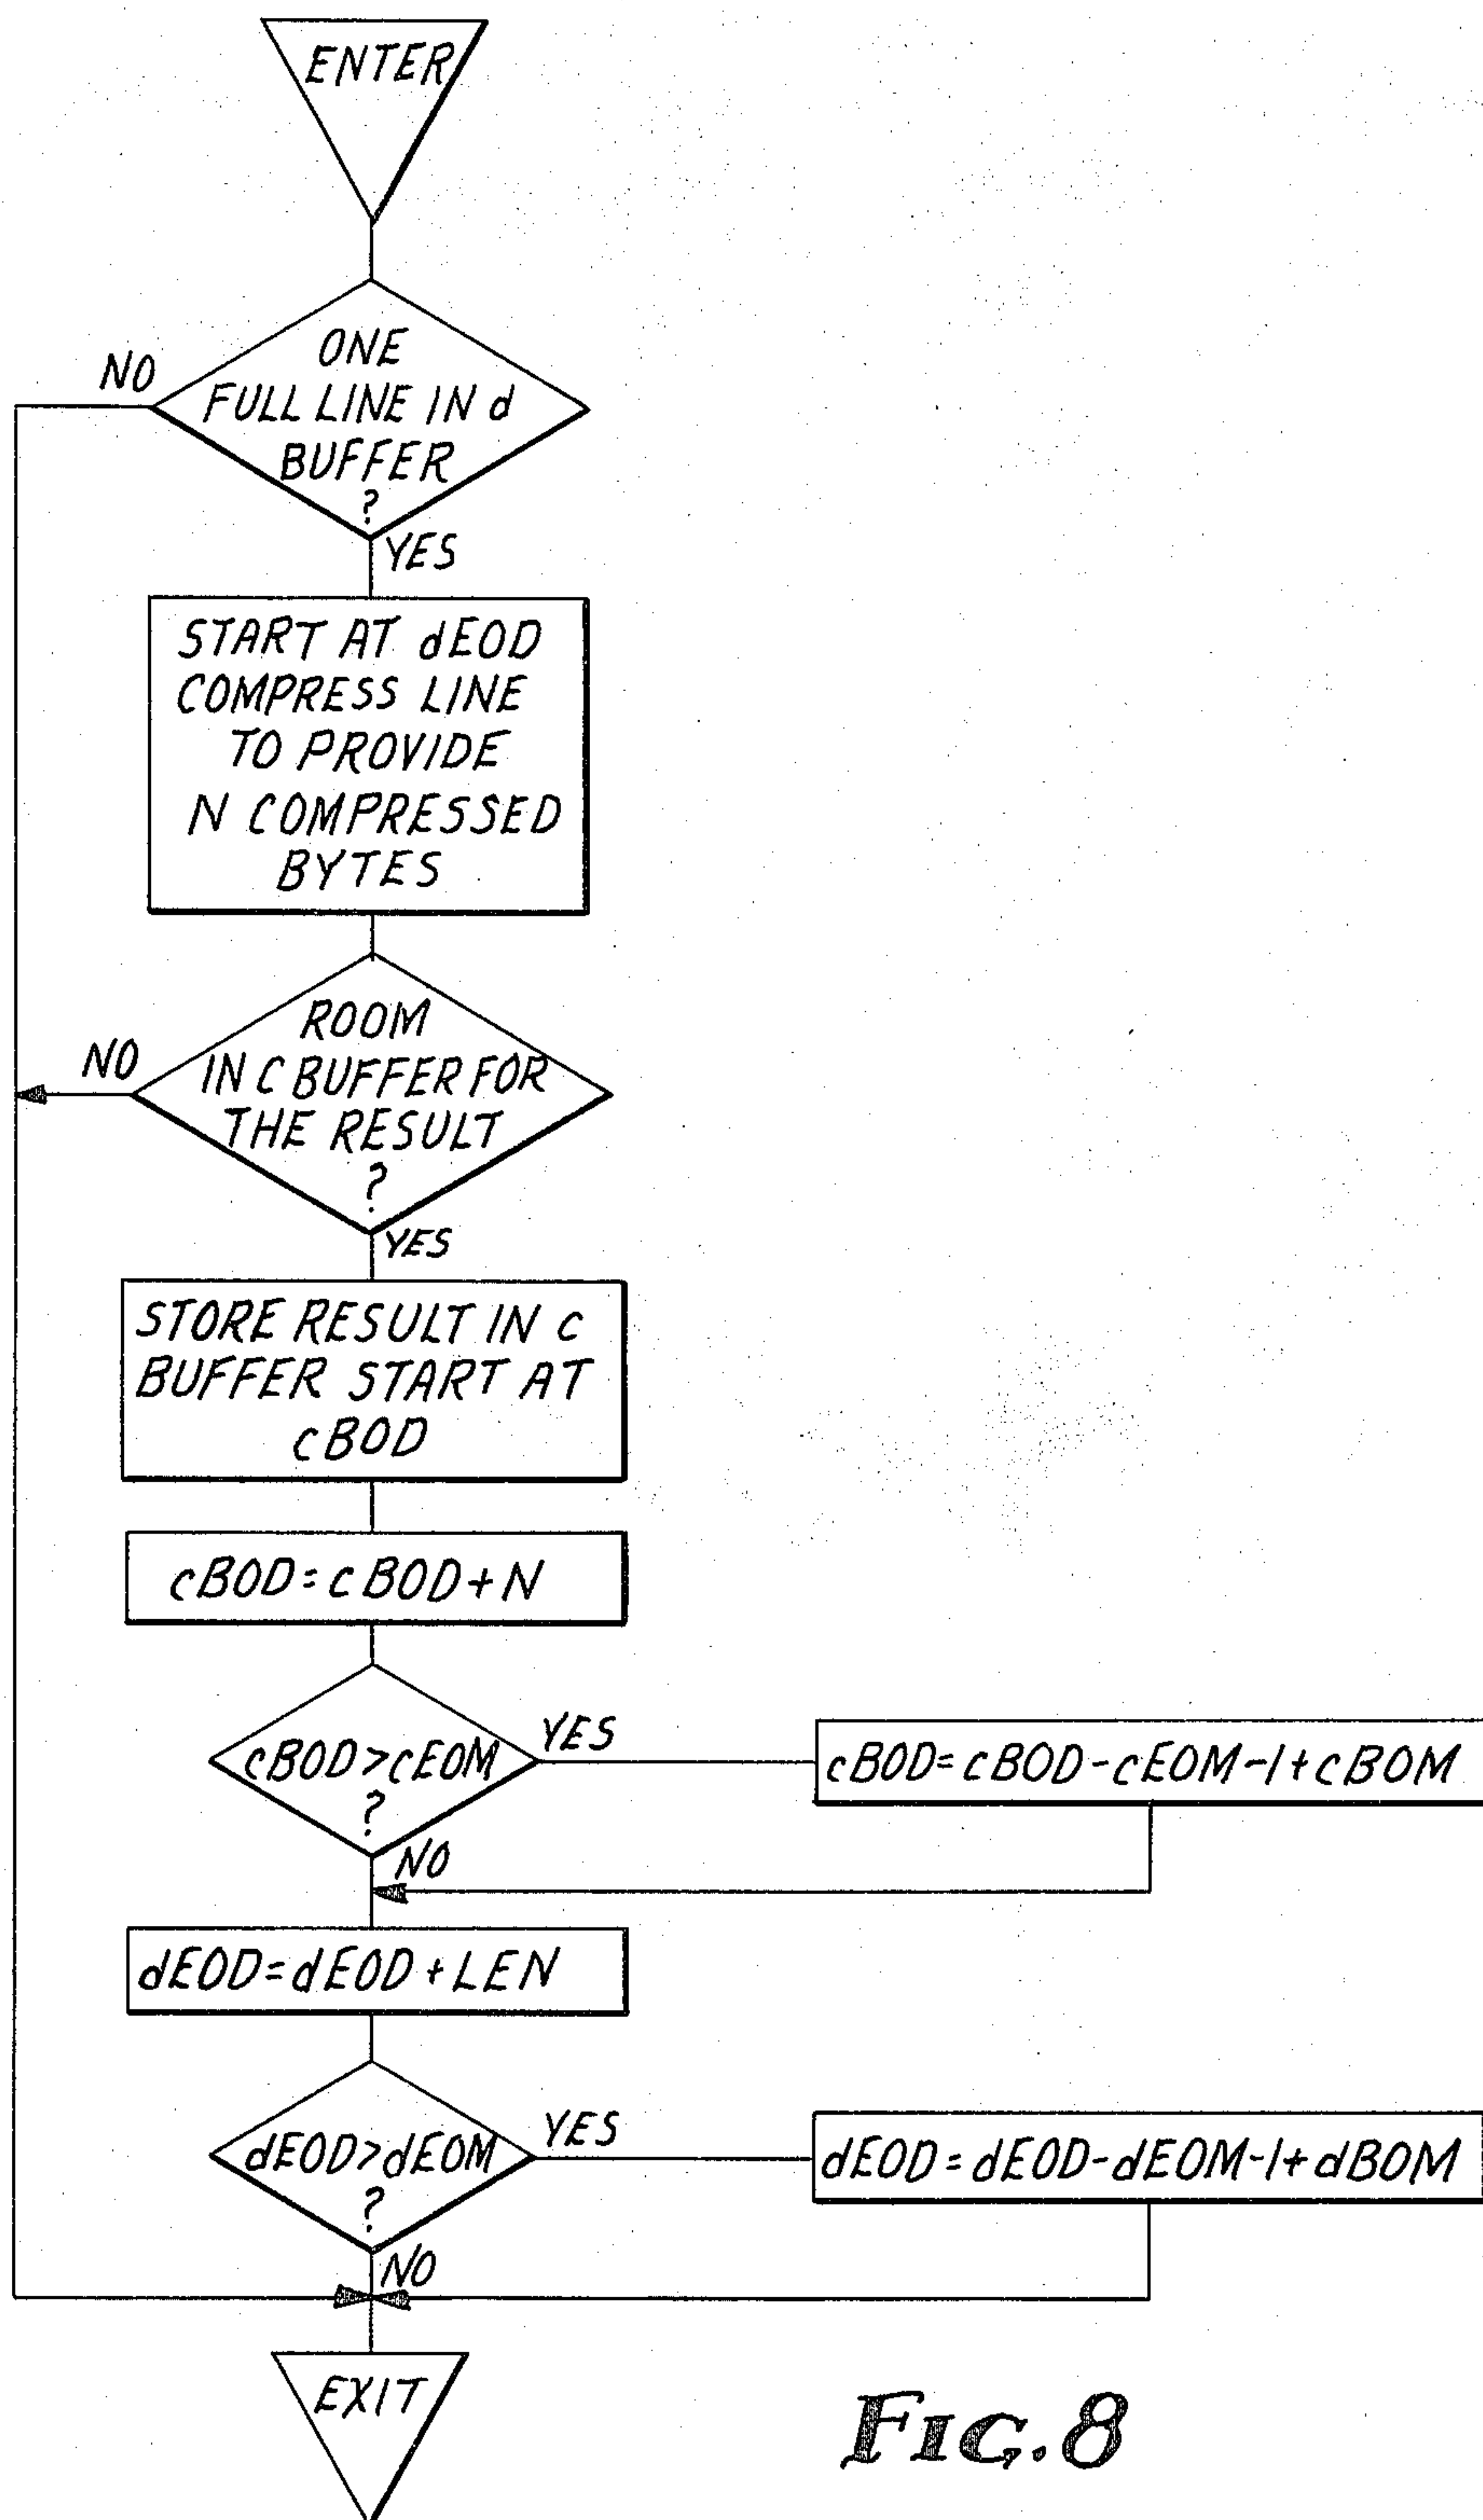 ENTER
ONE
FULL LINE IN d
BUFFER
?
NO
YES
START AT dEOD
COMPRESS LINE
TO PROVIDE
N COMPRESSED
BYTES
ROOM
IN C BUFFER FOR
THE RESULT
?
NO
YES
STORE RESULT IN c
BUFFER START AT
cBOD
cBOD=cBOD+N
cBOD>cEOM
?
YES
cBOD=cBOD-cEOM-1+cBOM
NO
dEOD=dEOD+LEN
dEOD>dEOM
?
YES
dEOD=dEOD-dEOM-1+dBOM
NO
EXIT
FIG. 8